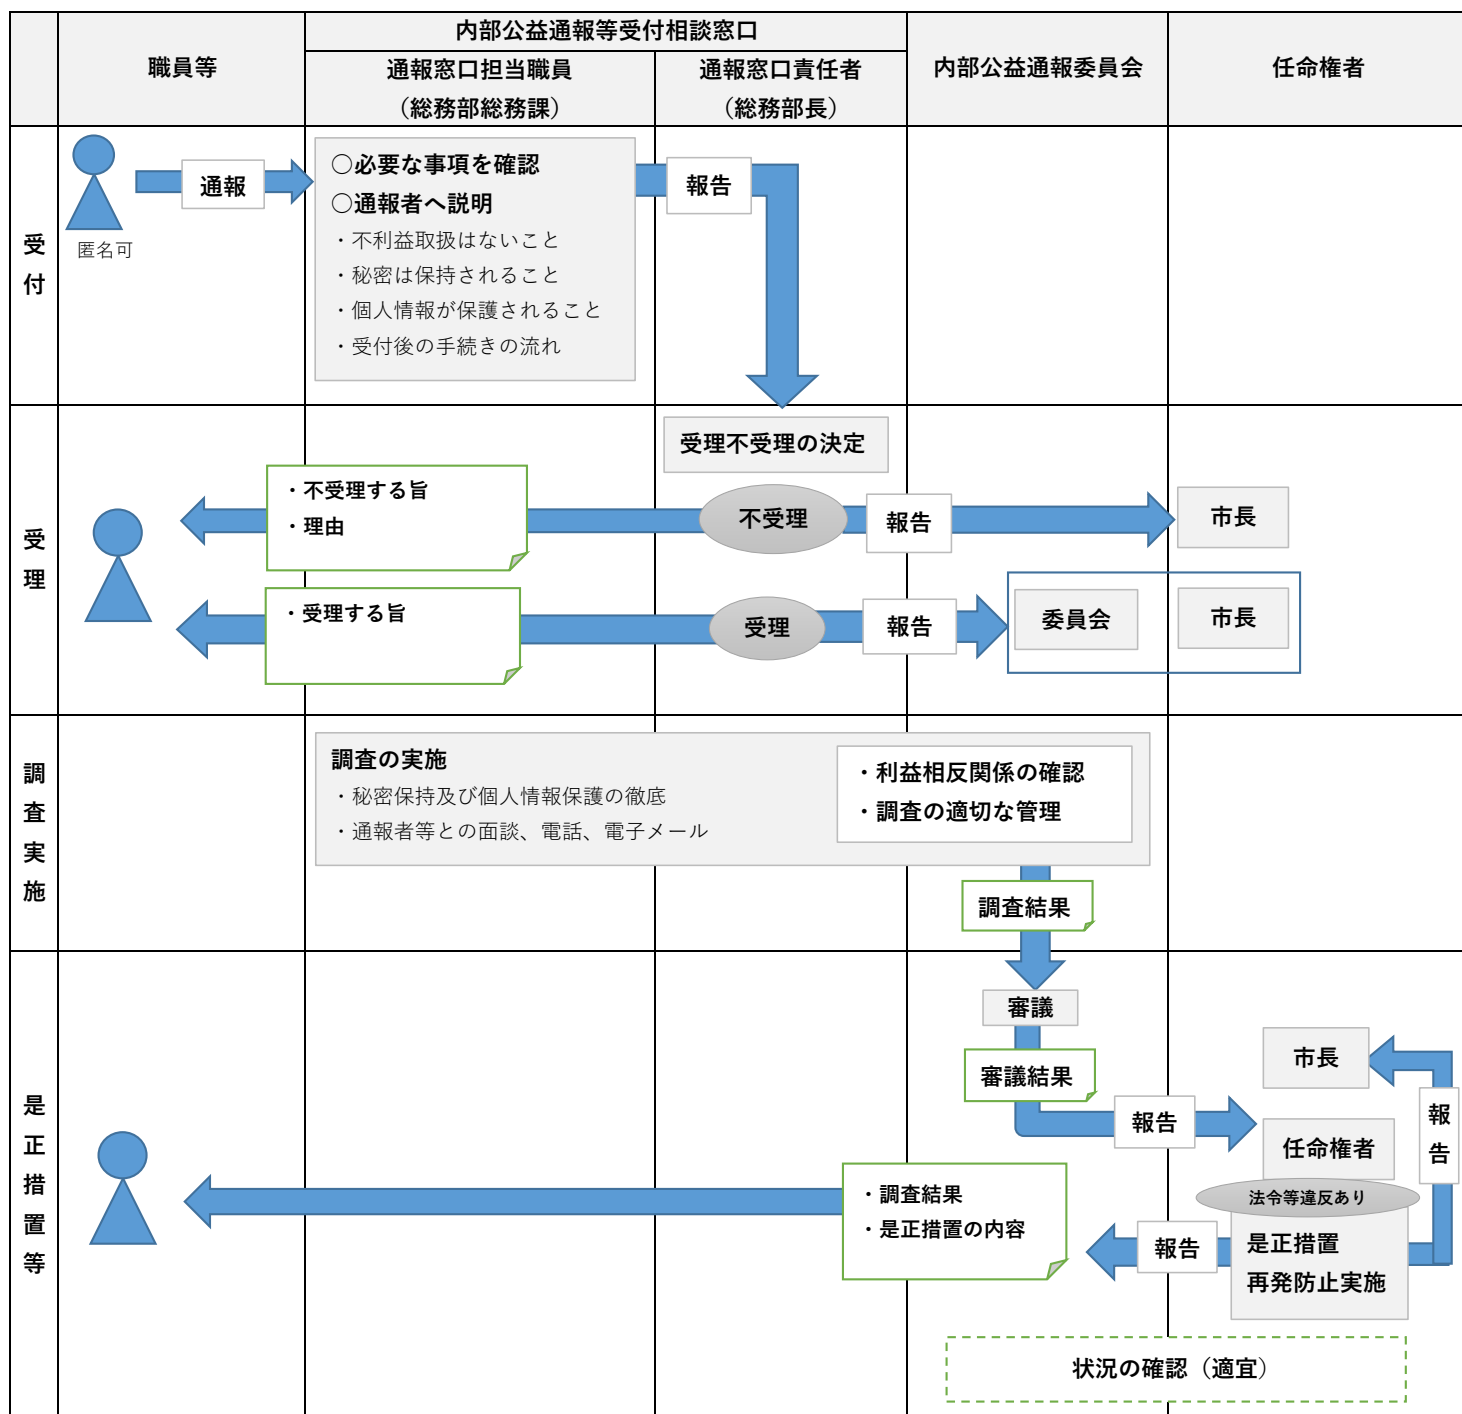 職員等
内部公益通報等受付相談窓口
通報窓口担当職員
（総務部総務課）
通報窓口責任者
（総務部長）
内部公益通報委員会
任命権者
受付
匿名可
通報
○必要な事項を確認
○通報者へ説明
・不利益取扱はないこと
・秘密は保持されること
・個人情報が保護されること
・受付後の手続きの流れ
報告
受理
受理不受理の決定
・不受理する旨
・理由
不受理
報告
市長
・受理する旨
受理
報告
委員会
市長
調査実施
調査の実施
・秘密保持及び個人情報保護の徹底
・通報者等との面談、電話、電子メール
・利益相反関係の確認
・調査の適切な管理
調査結果
是正措置等
審議
審議結果
報告
市長
任命権者
報告
法令等違反あり
是正措置
再発防止実施
報告
・調査結果
・是正措置の内容
状況の確認（適宜）